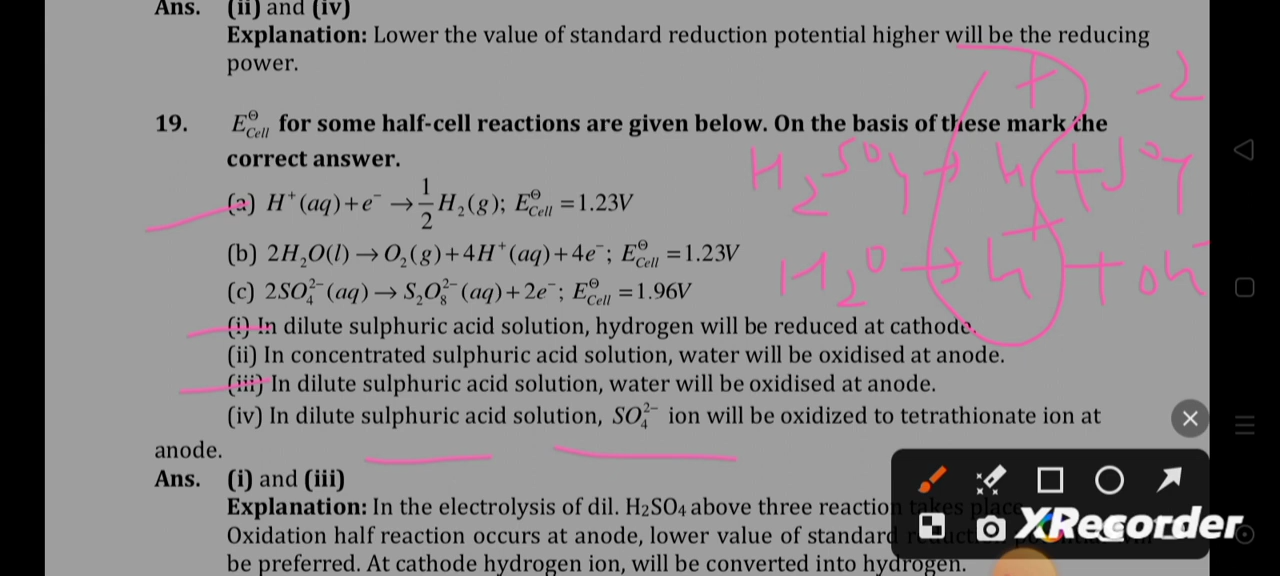 Ans. (ii) and (iv)
Explanation: Lower the value of standard reduction potential higher will be the reducing
power.
19. E⊖Cell for some half-cell reactions are given below. On the basis of these mark the
correct answer.
(a) H⁺(aq)+e⁻ → 1/2 H₂(g); E⊖Cell = 1.23V
(b) 2H₂O(l) → O₂(g)+4H⁺(aq)+4e⁻; E⊖Cell = 1.23V
(c) 2SO₄²⁻(aq) → S₂O₈²⁻(aq)+2e⁻; E⊖Cell = 1.96V
(i) In dilute sulphuric acid solution, hydrogen will be reduced at cathode.
(ii) In concentrated sulphuric acid solution, water will be oxidised at anode.
(iii) In dilute sulphuric acid solution, water will be oxidised at anode.
(iv) In dilute sulphuric acid solution, SO₄²⁻ ion will be oxidized to tetrathionate ion at
anode.
Ans. (i) and (iii)
Explanation: In the electrolysis of dil. H₂SO₄ above three reaction takes place
Oxidation half reaction occurs at anode, lower value of standard
be preferred. At cathode hydrogen ion, will be converted into hydrogen.
H₂SO₄ → h⁺ + SO₄⁻²
H₂O → h⁺ + oh⁻
XRecorder